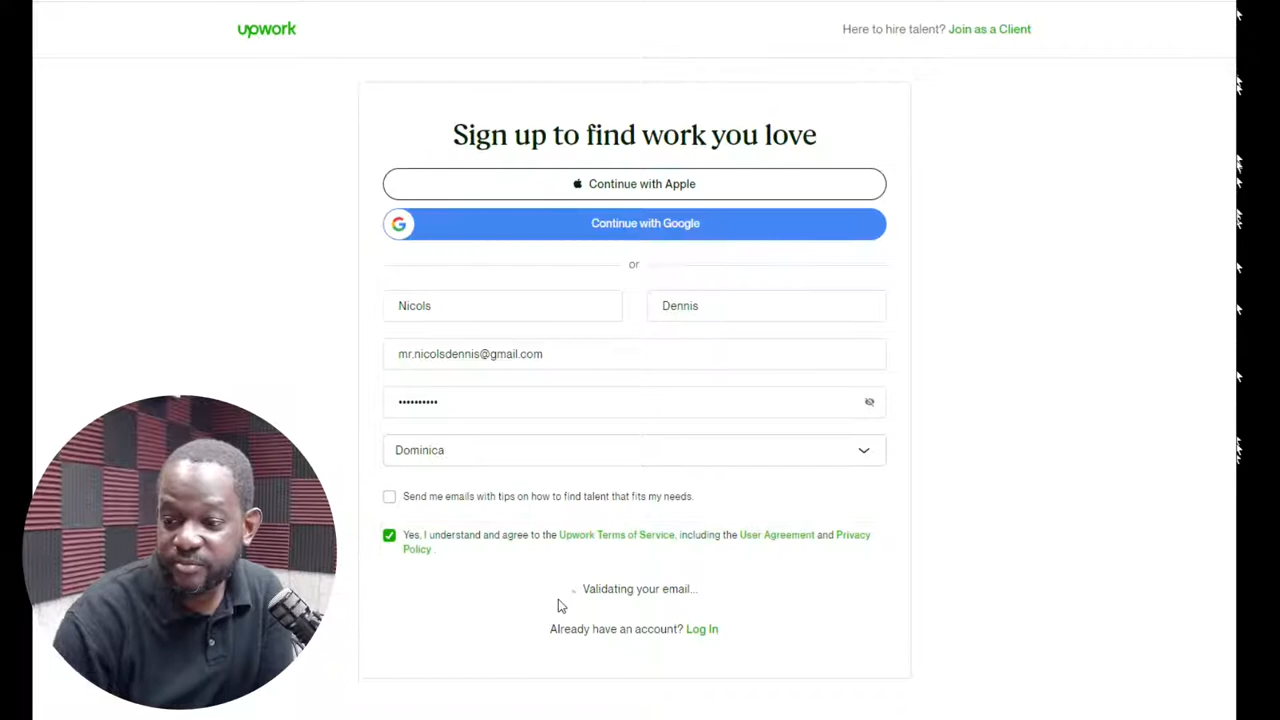 upwork
Here to hire talent? Join as a Client
Sign up to find work you love
Continue with Apple
G Continue with Google
or
Nicols Dennis
mr.nicolsdennis@gmail.com
••••••••••
Dominica
Send me emails with tips on how to find talent that fits my needs.
Yes, I understand and agree to the Upwork Terms of Service, including the User Agreement and Privacy
Policy .
Validating your email...
Already have an account? Log In